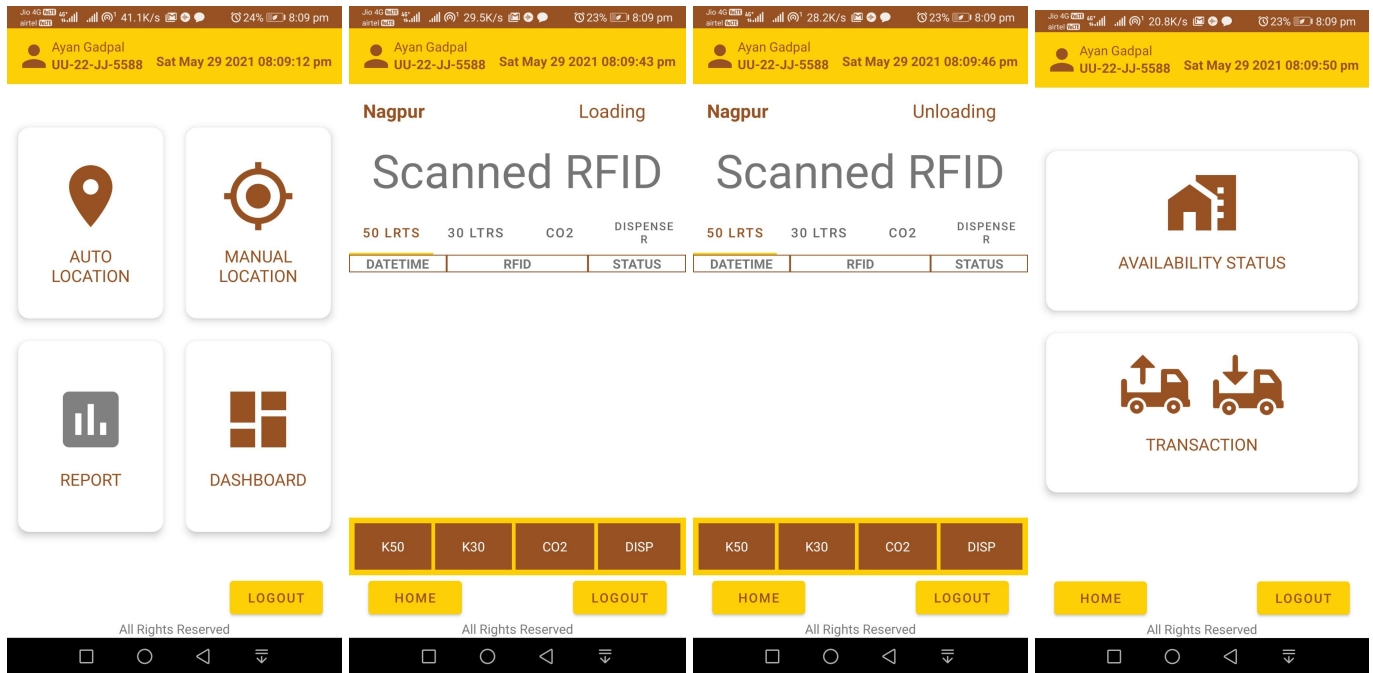 Jio 4G VoLTE 41.1K/s 24% 8:09 pm
airtel VoLTE
Ayan Gadpal
UU-22-JJ-5588 Sat May 29 2021 08:09:12 pm
AUTO
LOCATION
MANUAL
LOCATION
REPORT
DASHBOARD
LOGOUT
All Rights Reserved
Jio 4G VoLTE 29.5K/s 23% 8:09 pm
airtel VoLTE
Ayan Gadpal
UU-22-JJ-5588 Sat May 29 2021 08:09:43 pm
Nagpur Loading
Scanned RFID
50 LRTS 30 LTRS CO2 DISPENSE
R
DATETIME RFID STATUS
K50 K30 CO2 DISP
HOME LOGOUT
All Rights Reserved
Jio 4G VoLTE 28.2K/s 23% 8:09 pm
airtel VoLTE
Ayan Gadpal
UU-22-JJ-5588 Sat May 29 2021 08:09:46 pm
Nagpur Unloading
Scanned RFID
50 LRTS 30 LTRS CO2 DISPENSE
R
DATETIME RFID STATUS
K50 K30 CO2 DISP
HOME LOGOUT
All Rights Reserved
Jio 4G VoLTE 20.8K/s 23% 8:09 pm
airtel VoLTE
Ayan Gadpal
UU-22-JJ-5588 Sat May 29 2021 08:09:50 pm
AVAILABILITY STATUS
TRANSACTION
HOME LOGOUT
All Rights Reserved